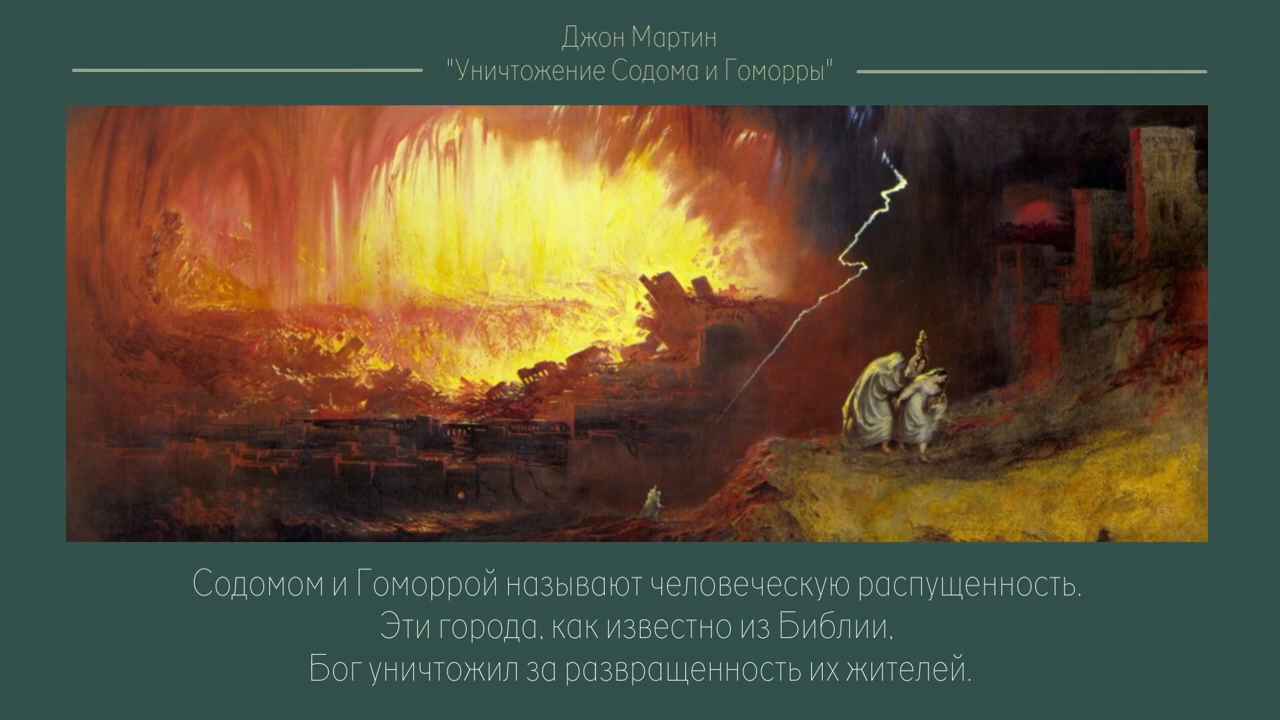 Джон Мартин
"Уничтожение Содома и Гоморры"
Содомом и Гоморрой называют человеческую распущенность.
Эти города, как известно из Библии,
Бог уничтожил за развращенность их жителей.